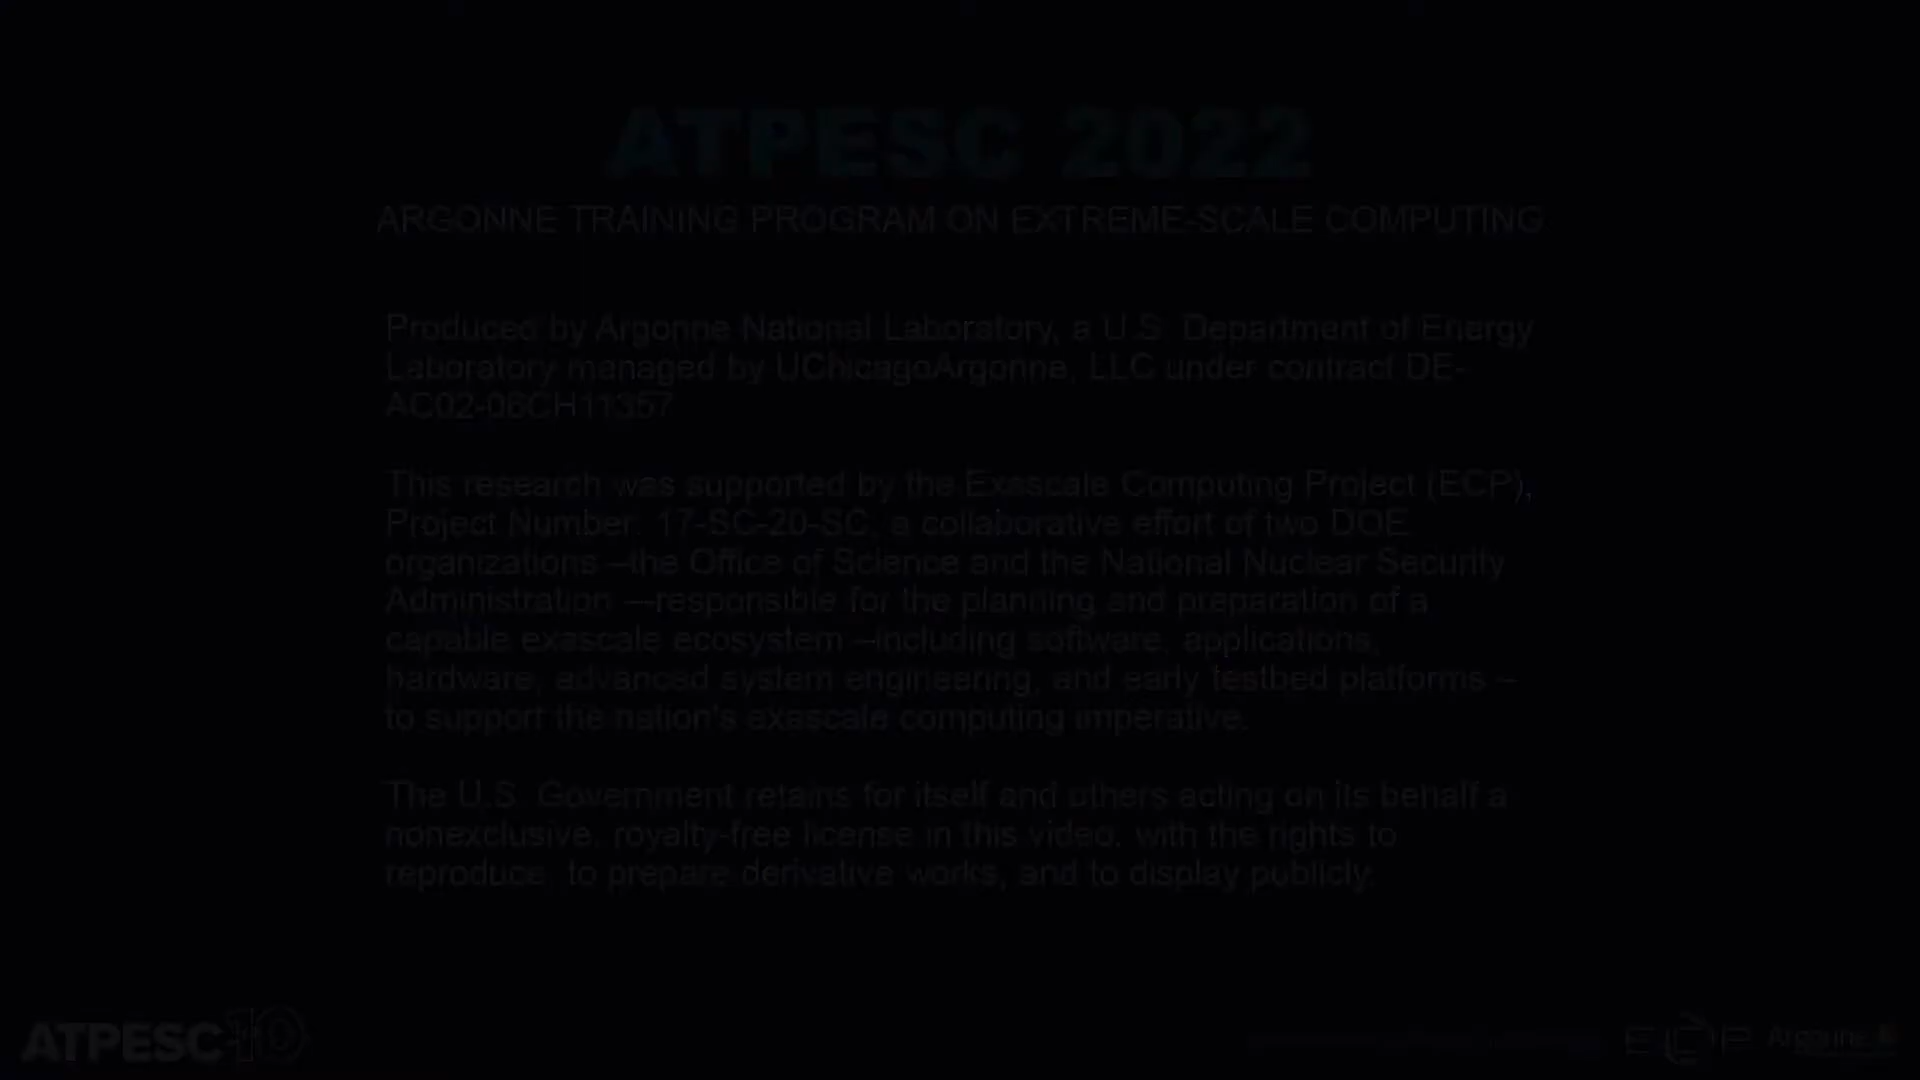 ATPESC 2022
ARGONNE TRAINING PROGRAM ON EXTREME-SCALE COMPUTING
Produced by Argonne National Laboratory, a U.S. Department of Energy
Laboratory managed by UChicagoArgonne, LLC under contract DE-
AC02-06CH11357
This research was supported by the Exascale Computing Project (ECP),
Project Number: 17-SC-20-SC, a collaborative effort of two DOE
organizations –the Office of Science and the National Nuclear Security
Administration —responsible for the planning and preparation of a
capable exascale ecosystem –including software, applications,
hardware, advanced system engineering, and early testbed platforms –
to support the nation's exascale computing imperative.
The U.S. Government retains for itself and others acting on its behalf a
nonexclusive, royalty-free license in this video, with the rights to
reproduce, to prepare derivative works, and to display publicly.
ATPESC 10
ECP Argonne